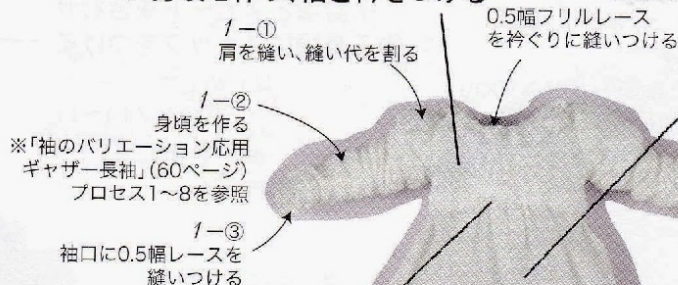 1―①
肩を縫い、縫い代を割る
0.5幅フリルレース
を衿ぐりに縫いつける
1―②
身頃を作る
※「袖のバリエーション応用
ギャザー長袖」(60ページ)
プロセス1～8を参照
1―③
袖口に0.5幅レースを
縫いつける